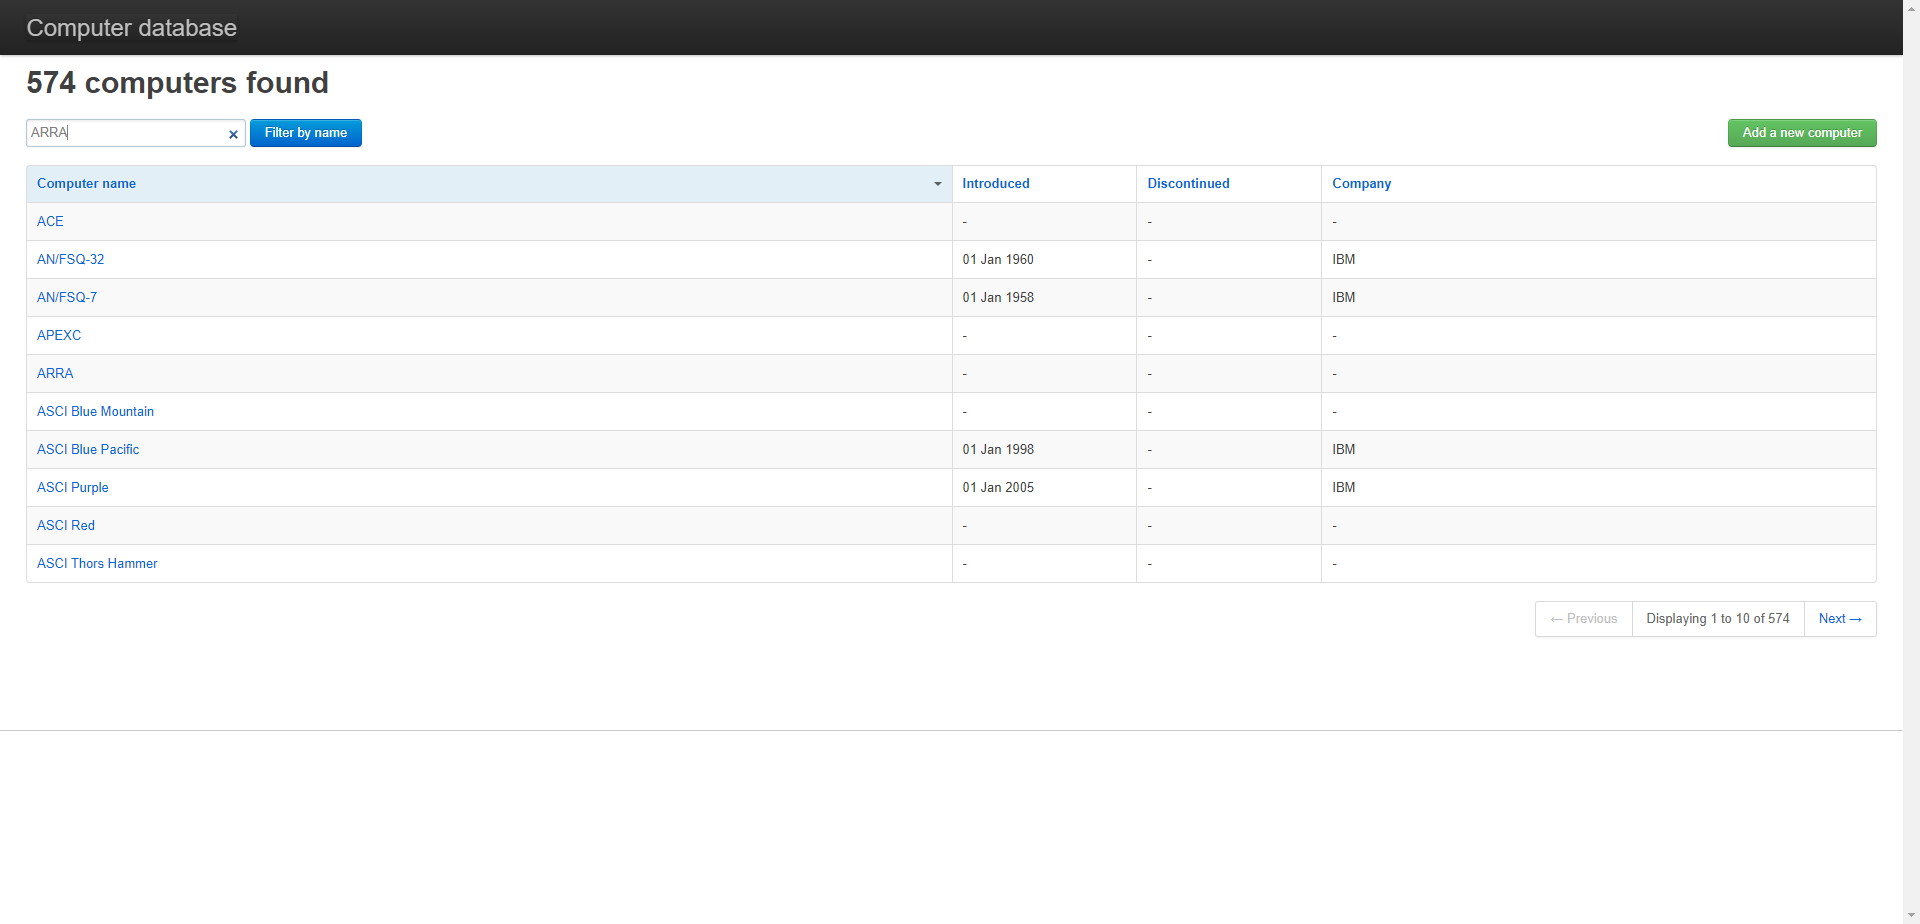 Computer database
574 computers found
ARRA
Filter by name
Add a new computer
Computer name Introduced Discontinued Company
ACE - - -
AN/FSQ-32 01 Jan 1960 - IBM
AN/FSQ-7 01 Jan 1958 - IBM
APEXC - - -
ARRA - - -
ASCI Blue Mountain - - -
ASCI Blue Pacific 01 Jan 1998 - IBM
ASCI Purple 01 Jan 2005 - IBM
ASCI Red - - -
ASCI Thors Hammer - - -
← Previous Displaying 1 to 10 of 574 Next →